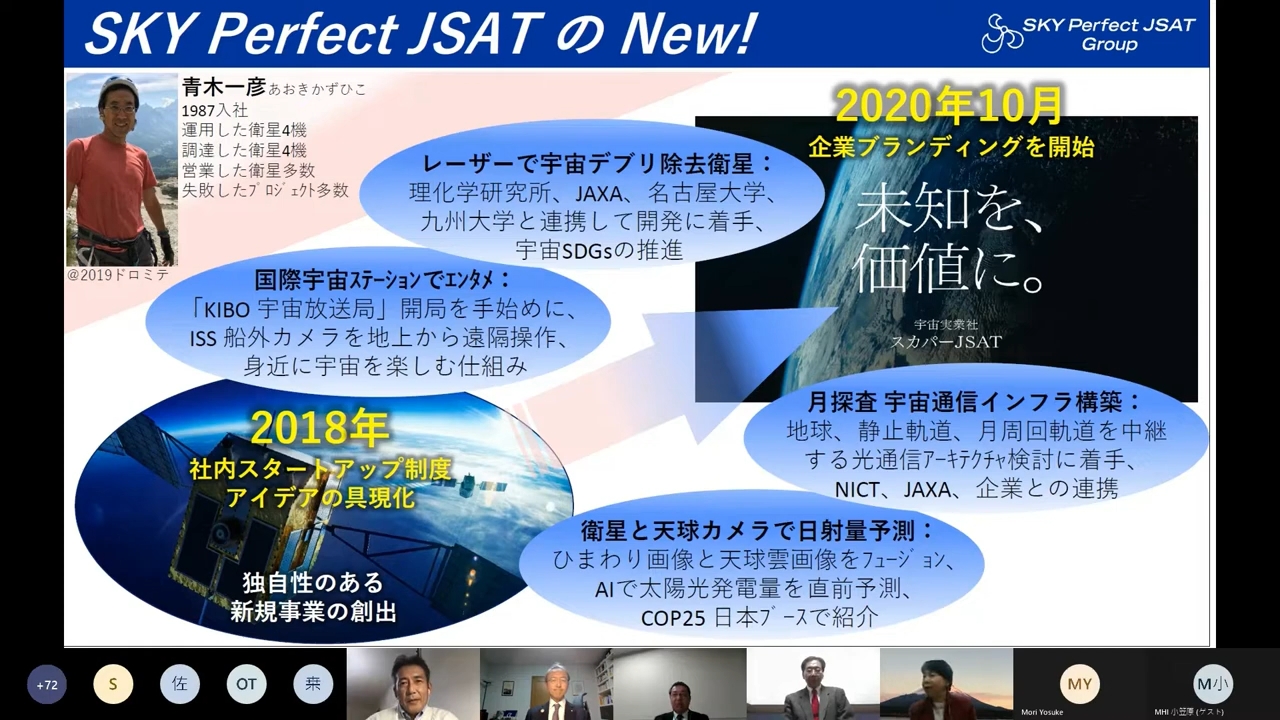 SKY Perfect JSAT の New!
SKY Perfect JSAT
Group
青木一彦あおきかずひこ
1987入社
運用した衛星4機
調達した衛星4機
営業した衛星多数
失敗したﾌﾟﾛｼﾞｪｸﾄ多数
@2019ドロミテ
レーザーで宇宙デブリ除去衛星：
理化学研究所、JAXA、名古屋大学、
九州大学と連携して開発に着手、
宇宙SDGsの推進
2020年10月
企業ブランディングを開始
未知を、
価値に。
宇宙実業社
スカパーJSAT
国際宇宙ｽﾃｰｼｮﾝでｴﾝﾀﾒ：
「KIBO 宇宙放送局」開局を手始めに、
ISS 船外カメラを地上から遠隔操作、
身近に宇宙を楽しむ仕組み
2018年
社内スタートアップ制度
アイデアの具現化
独自性のある
新規事業の創出
月探査 宇宙通信インフラ構築：
地球、静止軌道、月周回軌道を中継
する光通信ｱｰｷﾃｸﾁｬ検討に着手、
NICT、JAXA、企業との連携
衛星と天球カメラで日射量予測：
ひまわり画像と天球雲画像をﾌｭｰｼﾞｮﾝ、
AIで太陽光発電量を直前予測、
COP25 日本ﾌﾞｰｽで紹介
+72
S
佐
OT
乗
MY
Mori Yosuke
M小
MHI 小笠原 (ゲスト)